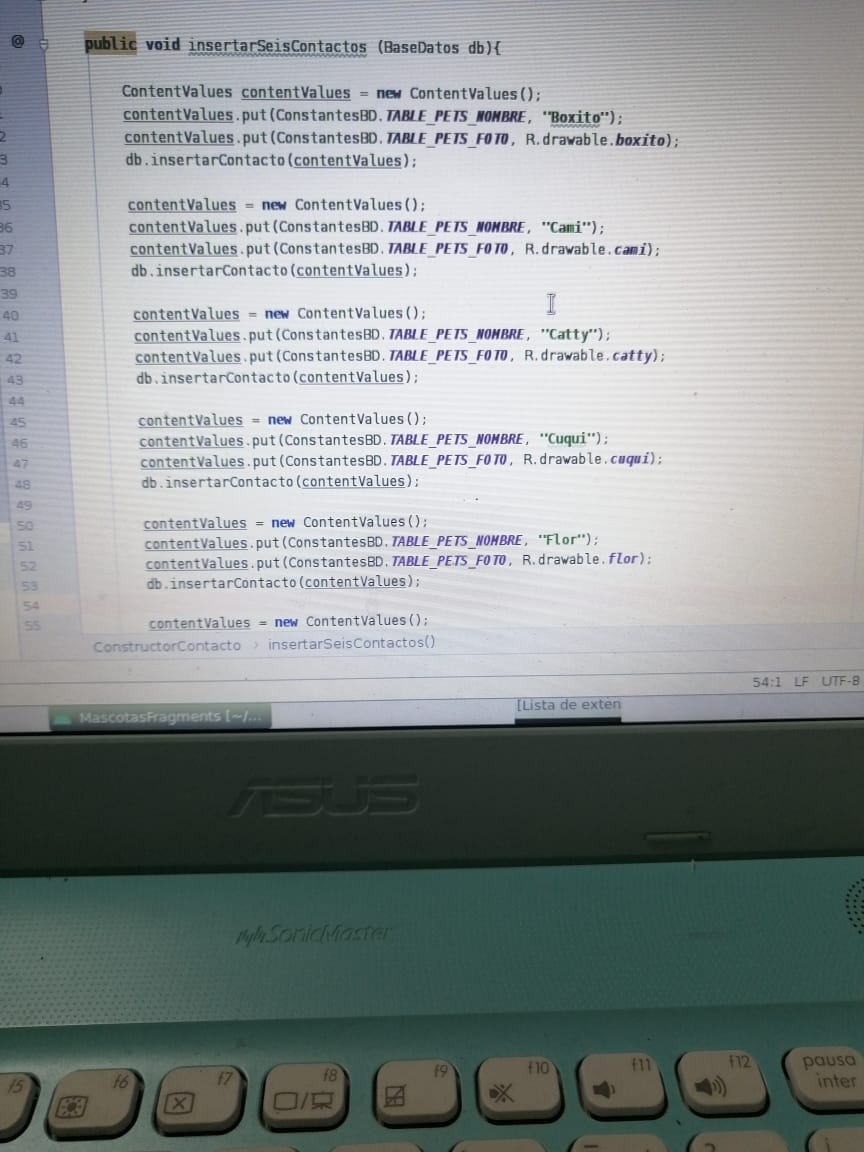 @
public void insertarSeisContactos (BaseDatos db){
ContentValues contentValues = new ContentValues();
contentValues.put(ConstantesBD.TABLE_PETS_NOMBRE, "Boxito");
2 contentValues.put(ConstantesBD.TABLE_PETS_FOTO, R.drawable.boxito);
3 db.insertarContacto(contentValues);
4
35 contentValues = new ContentValues();
36 contentValues.put(ConstantesBD.TABLE_PETS_NOMBRE, "Cami");
37 contentValues.put(ConstantesBD.TABLE_PETS_FOTO, R.drawable.cami);
38 db.insertarContacto(contentValues);
39
40 contentValues = new ContentValues();
41 contentValues.put(ConstantesBD.TABLE_PETS_NOMBRE, "Catty");
42 contentValues.put(ConstantesBD.TABLE_PETS_FOTO, R.drawable.catty);
43 db.insertarContacto(contentValues);
44
45 contentValues = new ContentValues();
46 contentValues.put(ConstantesBD.TABLE_PETS_NOMBRE, "Cuqui");
47 contentValues.put(ConstantesBD.TABLE_PETS_FOTO, R.drawable.cuqui);
48 db.insertarContacto(contentValues);
49
50 contentValues = new ContentValues();
51 contentValues.put(ConstantesBD.TABLE_PETS_NOMBRE, "Flor");
52 contentValues.put(ConstantesBD.TABLE_PETS_FOTO, R.drawable.flor);
53 db.insertarContacto(contentValues);
54
55 contentValues = new ContentValues();
ConstructorContacto › insertarSeisContactos()
54:1 LF UTF-8
MascotasFragments [~/...
[Lista de exten
ASUS
SonicMaster
f5 f6 f7 f8 f9 f10 f11 f12 pausa
inter